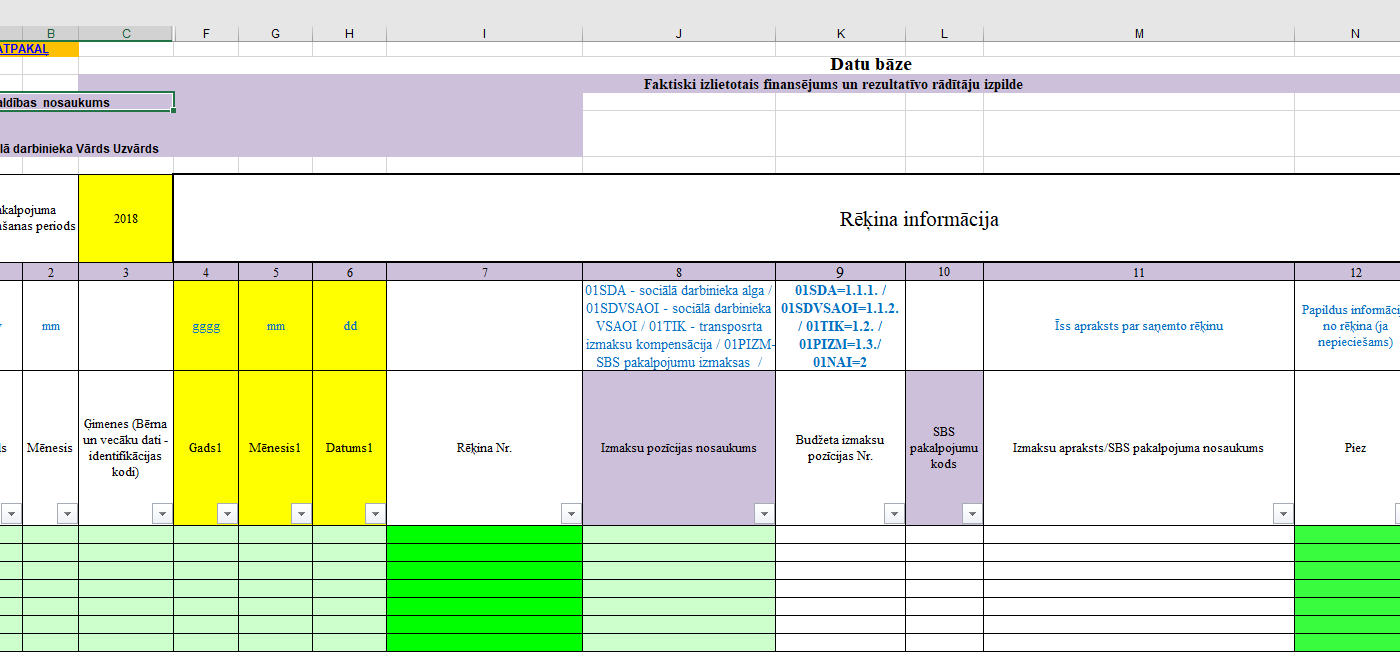 B C F G H I J K L M N
ATPAKAĻ
Datu bāze
Faktiski izlietotais finansējums un rezultatīvo rādītāju izpilde
aldības nosaukums
lā darbinieka Vārds Uzvārds
akalpojuma
šanas periods
2018
Rēķina informācija
2 3 4 5 6 7 8 9 10 11 12
mm
gggg
mm
dd
01SDA - sociālā darbinieka alga /
01SDVSAOI - sociālā darbinieka
VSAOI / 01TIK - transposrta
izmaksu kompensācija / 01PIZM-
SBS pakalpojumu izmaksas /
01SDA=1.1.1. /
01SDVSAOI=1.1.2.
/ 01TIK=1.2. /
01PIZM=1.3./
01NAI=2
Īss apraksts par saņemto rēķinu
Papildus informāci
no rēķina (ja
nepieciešams)
ls
Mēnesis
Ģimenes (Bērna
un vecāku dati -
identifikācijas
kodi)
Gads1
Mēnesis1
Datums1
Rēķina Nr.
Izmaksu pozīcijas nosaukums
Budžeta izmaksu
pozīcijas Nr.
SBS
pakalpojumu
kods
Izmaksu apraksts/SBS pakalpojuma nosaukums
Piez